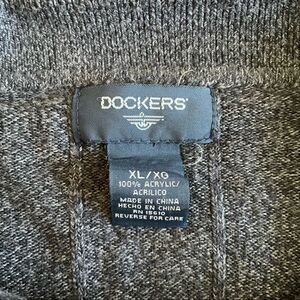 DOCKERS®
XL/XG
100% ACRYLIC/
ACRILICO
MADE IN CHINA
HECHO EN CHINA
RN 15610
REVERSE FOR CARE